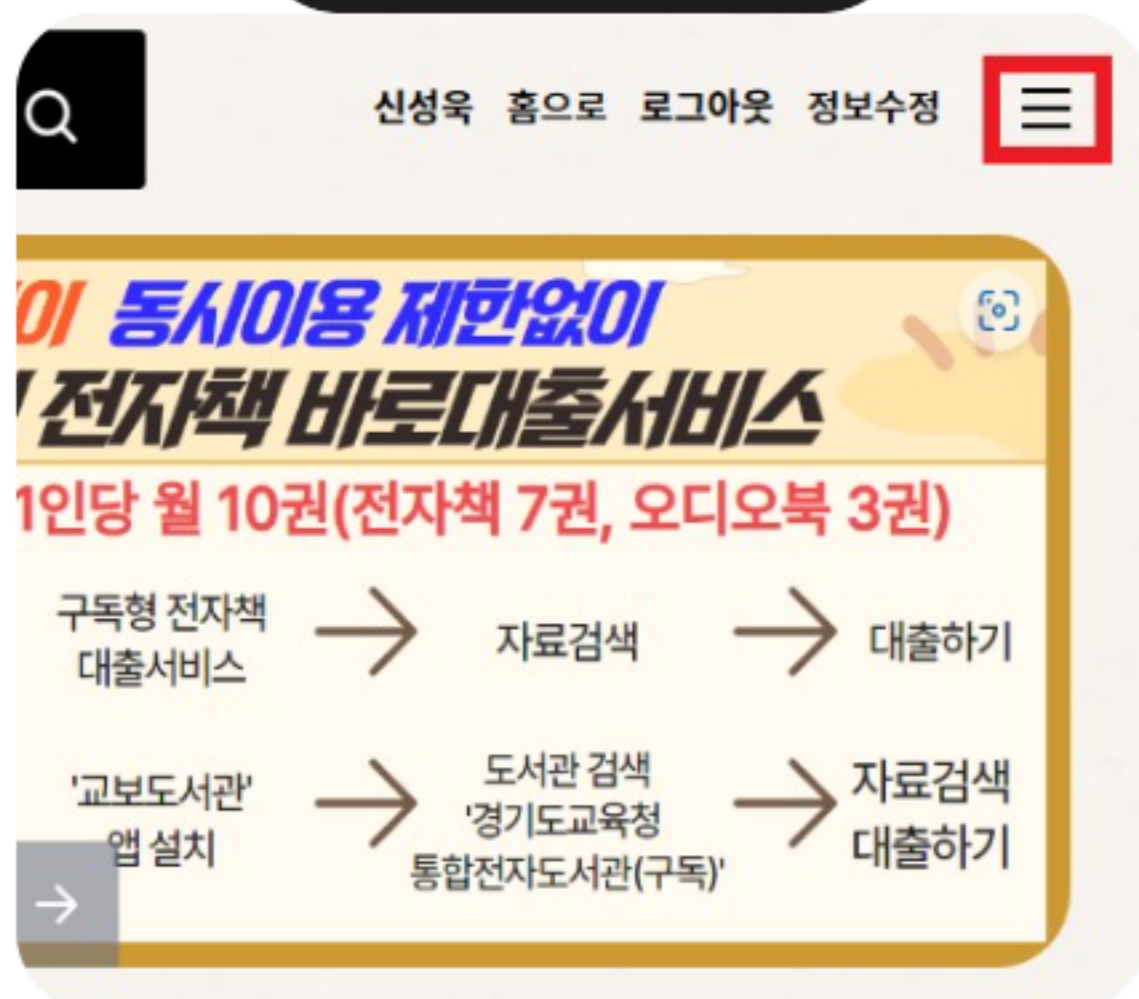 신성욱 홈으로 로그아웃 정보수정
이 동시이용 제한없이
전자책 바로대출서비스
1인당 월 10권(전자책 7권, 오디오북 3권)
구독형 전자책
대출서비스
자료검색
대출하기
'교보도서관'
앱 설치
도서관 검색
'경기도교육청
통합전자도서관(구독)'
자료검색
대출하기